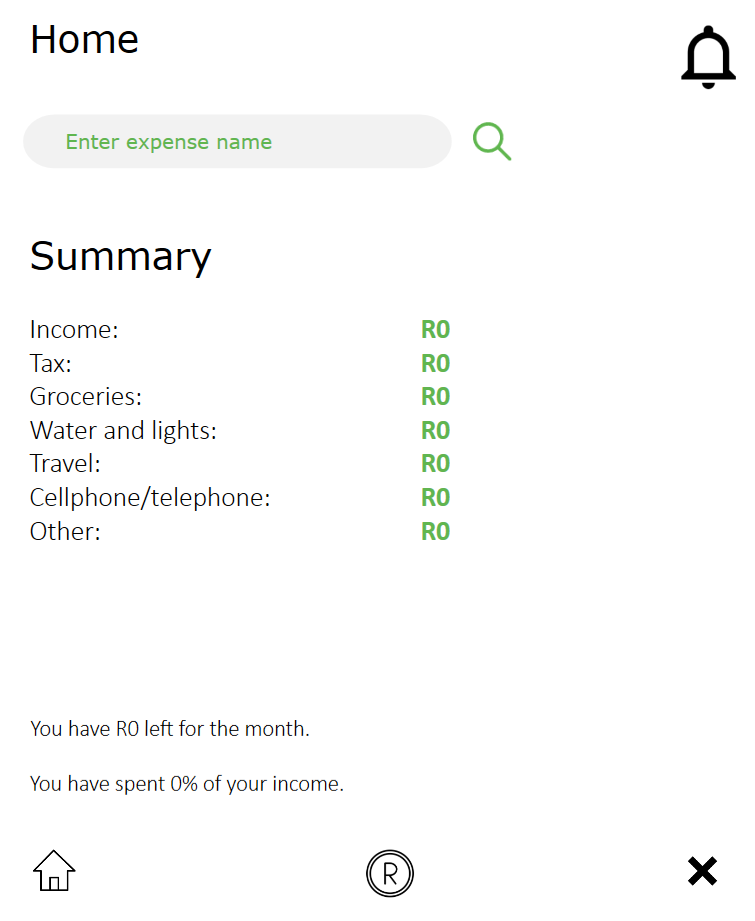 Home
Enter expense name
Summary
Income: R0
Tax: R0
Groceries: R0
Water and lights: R0
Travel: R0
Cellphone/telephone: R0
Other: R0
You have R0 left for the month.
You have spent 0% of your income.
R